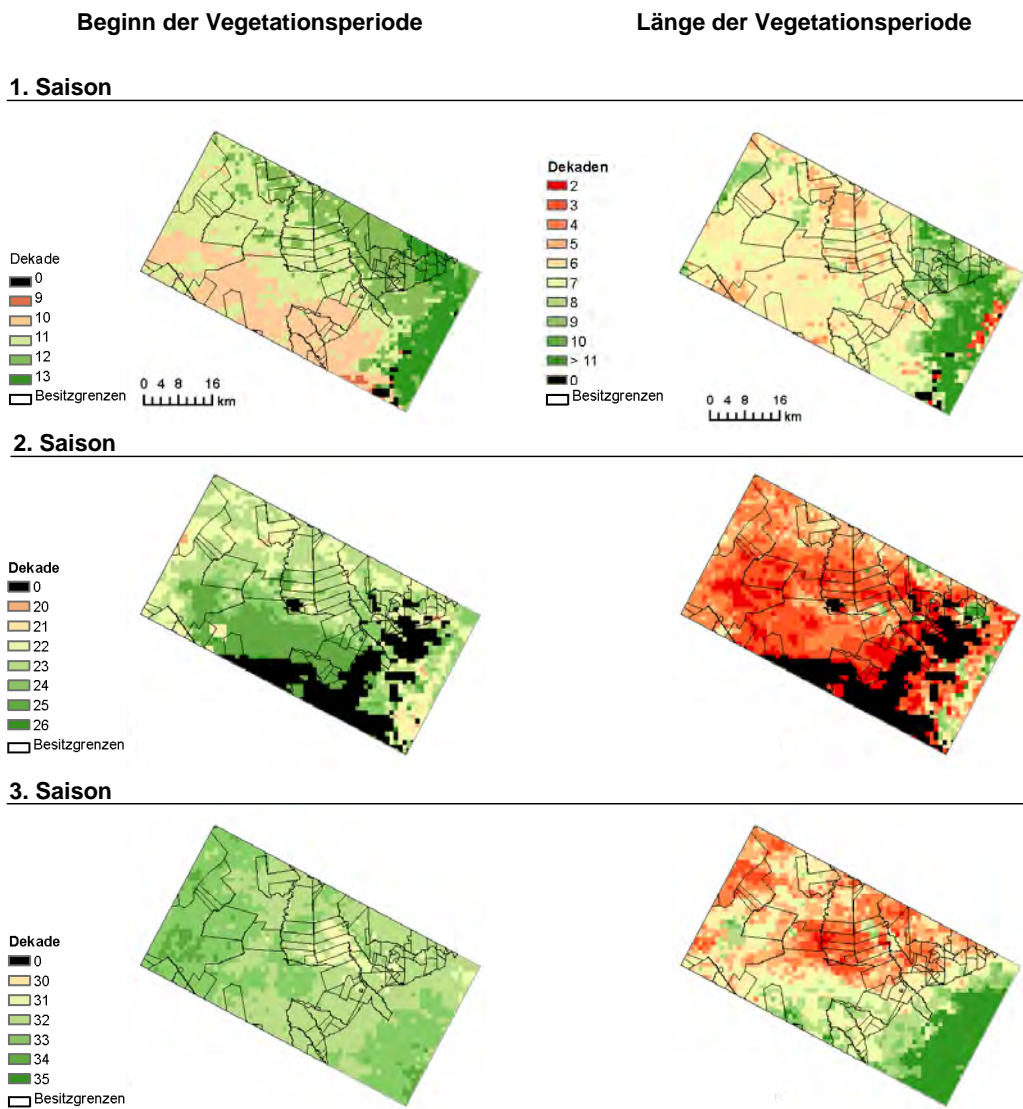 Beginn der Vegetationsperiode
Länge der Vegetationsperiode
1. Saison
Dekade
0
9
10
11
12
13
Besitzgrenzen
0 4 8 16
km
Dekaden
2
3
4
5
6
7
8
9
10
> 11
0
Besitzgrenzen
0 4 8 16
km
2. Saison
Dekade
0
20
21
22
23
24
25
26
Besitzgrenzen
3. Saison
Dekade
0
30
31
32
33
34
35
Besitzgrenzen